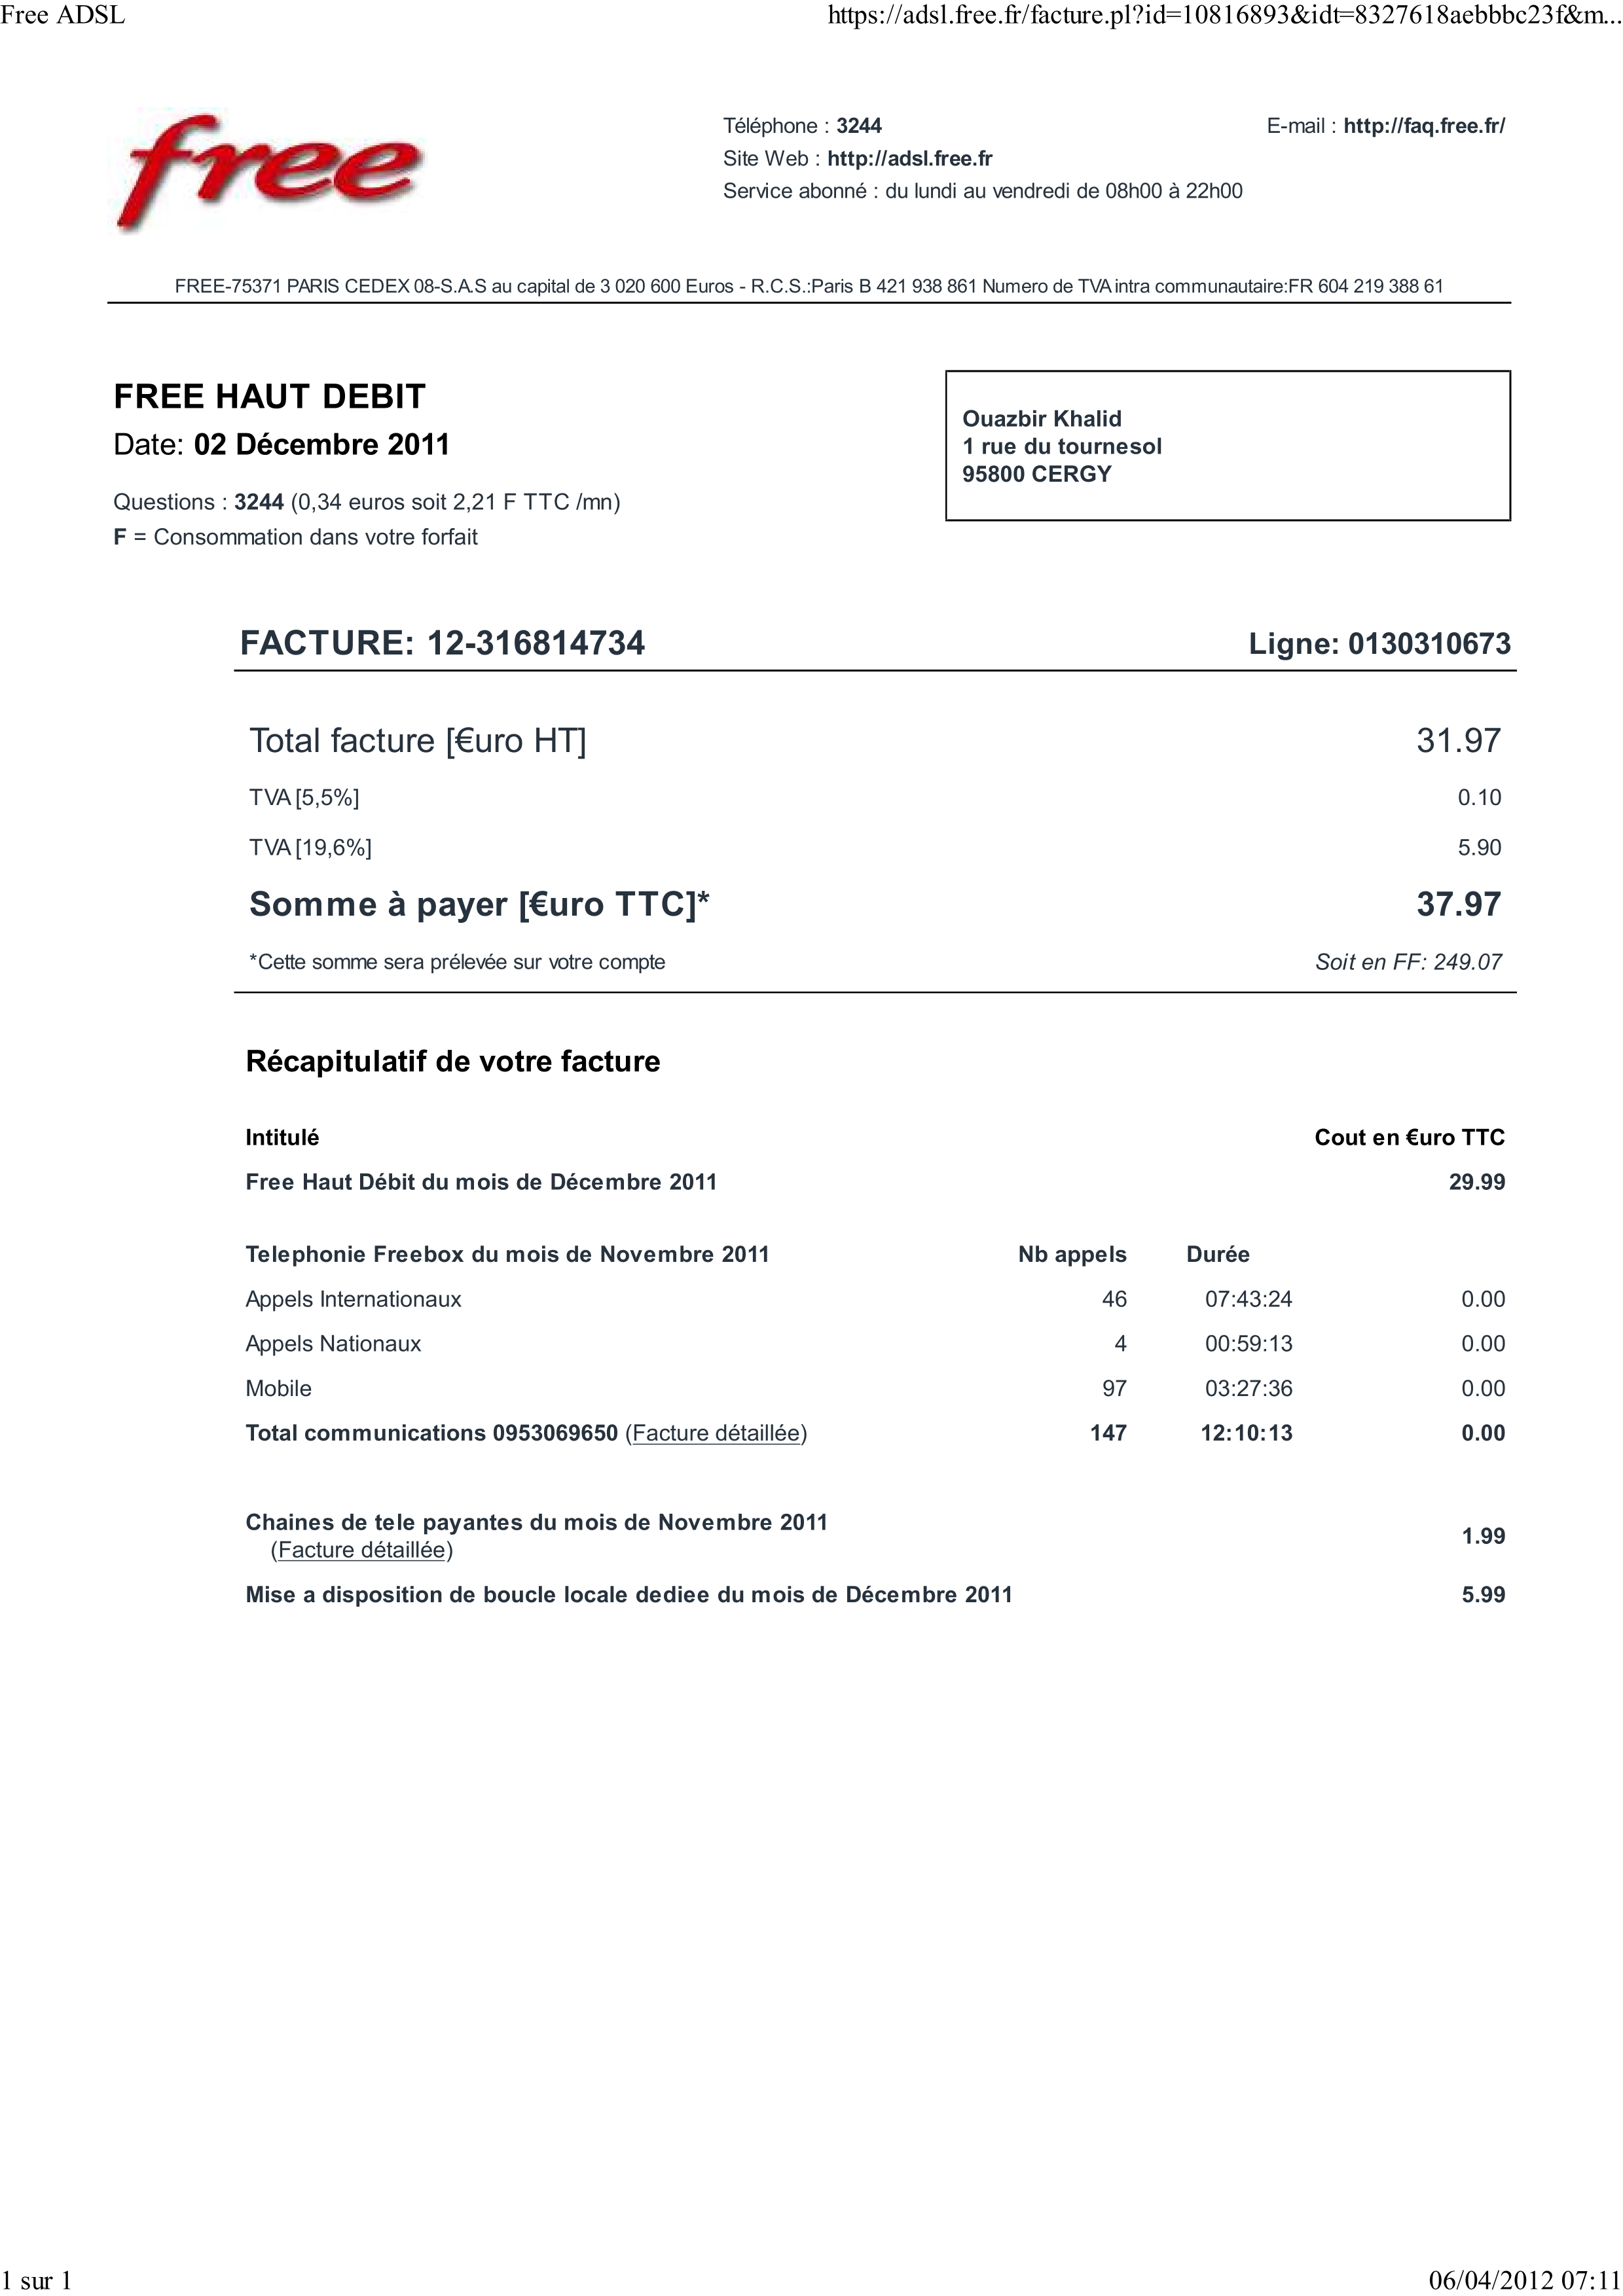 Free ADSL https://adsl.free.fr/facture.pl?id=10816893&idt=8327618aebbbc23f&m...
free
Téléphone : 3244 E-mail : http://faq.free.fr/
Site Web : http://adsl.free.fr
Service abonné : du lundi au vendredi de 08h00 à 22h00
FREE-75371 PARIS CEDEX 08-S.A.S au capital de 3 020 600 Euros - R.C.S.:Paris B 421 938 861 Numero de TVA intra communautaire:FR 604 219 388 61
FREE HAUT DEBIT
Date: 02 Décembre 2011
Questions : 3244 (0,34 euros soit 2,21 F TTC /mn)
F = Consommation dans votre forfait
Ouazbir Khalid
1 rue du tournesol
95800 CERGY
FACTURE: 12-316814734 Ligne: 0130310673
Total facture [€uro HT] 31.97
TVA [5,5%] 0.10
TVA [19,6%] 5.90
Somme à payer [€uro TTC]* 37.97
*Cette somme sera prélevée sur votre compte Soit en FF: 249.07
Récapitulatif de votre facture
Intitulé Cout en €uro TTC
Free Haut Débit du mois de Décembre 2011 29.99
Telephonie Freebox du mois de Novembre 2011 Nb appels Durée
Appels Internationaux 46 07:43:24 0.00
Appels Nationaux 4 00:59:13 0.00
Mobile 97 03:27:36 0.00
Total communications 0953069650 (Facture détaillée) 147 12:10:13 0.00
Chaines de tele payantes du mois de Novembre 2011 1.99
(Facture détaillée)
Mise a disposition de boucle locale dediee du mois de Décembre 2011 5.99
1 sur 1 06/04/2012 07:11